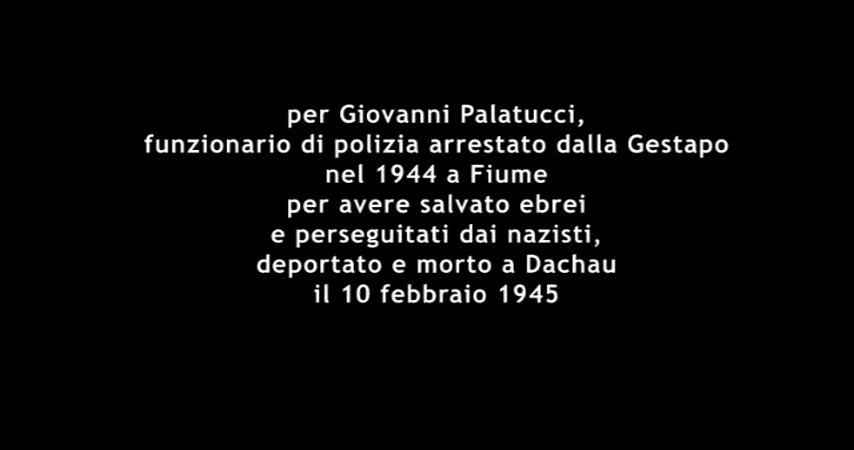 per Giovanni Palatucci,
funzionario di polizia arrestato dalla Gestapo
nel 1944 a Fiume
per avere salvato ebrei
e perseguitati dai nazisti,
deportato e morto a Dachau
il 10 febbraio 1945